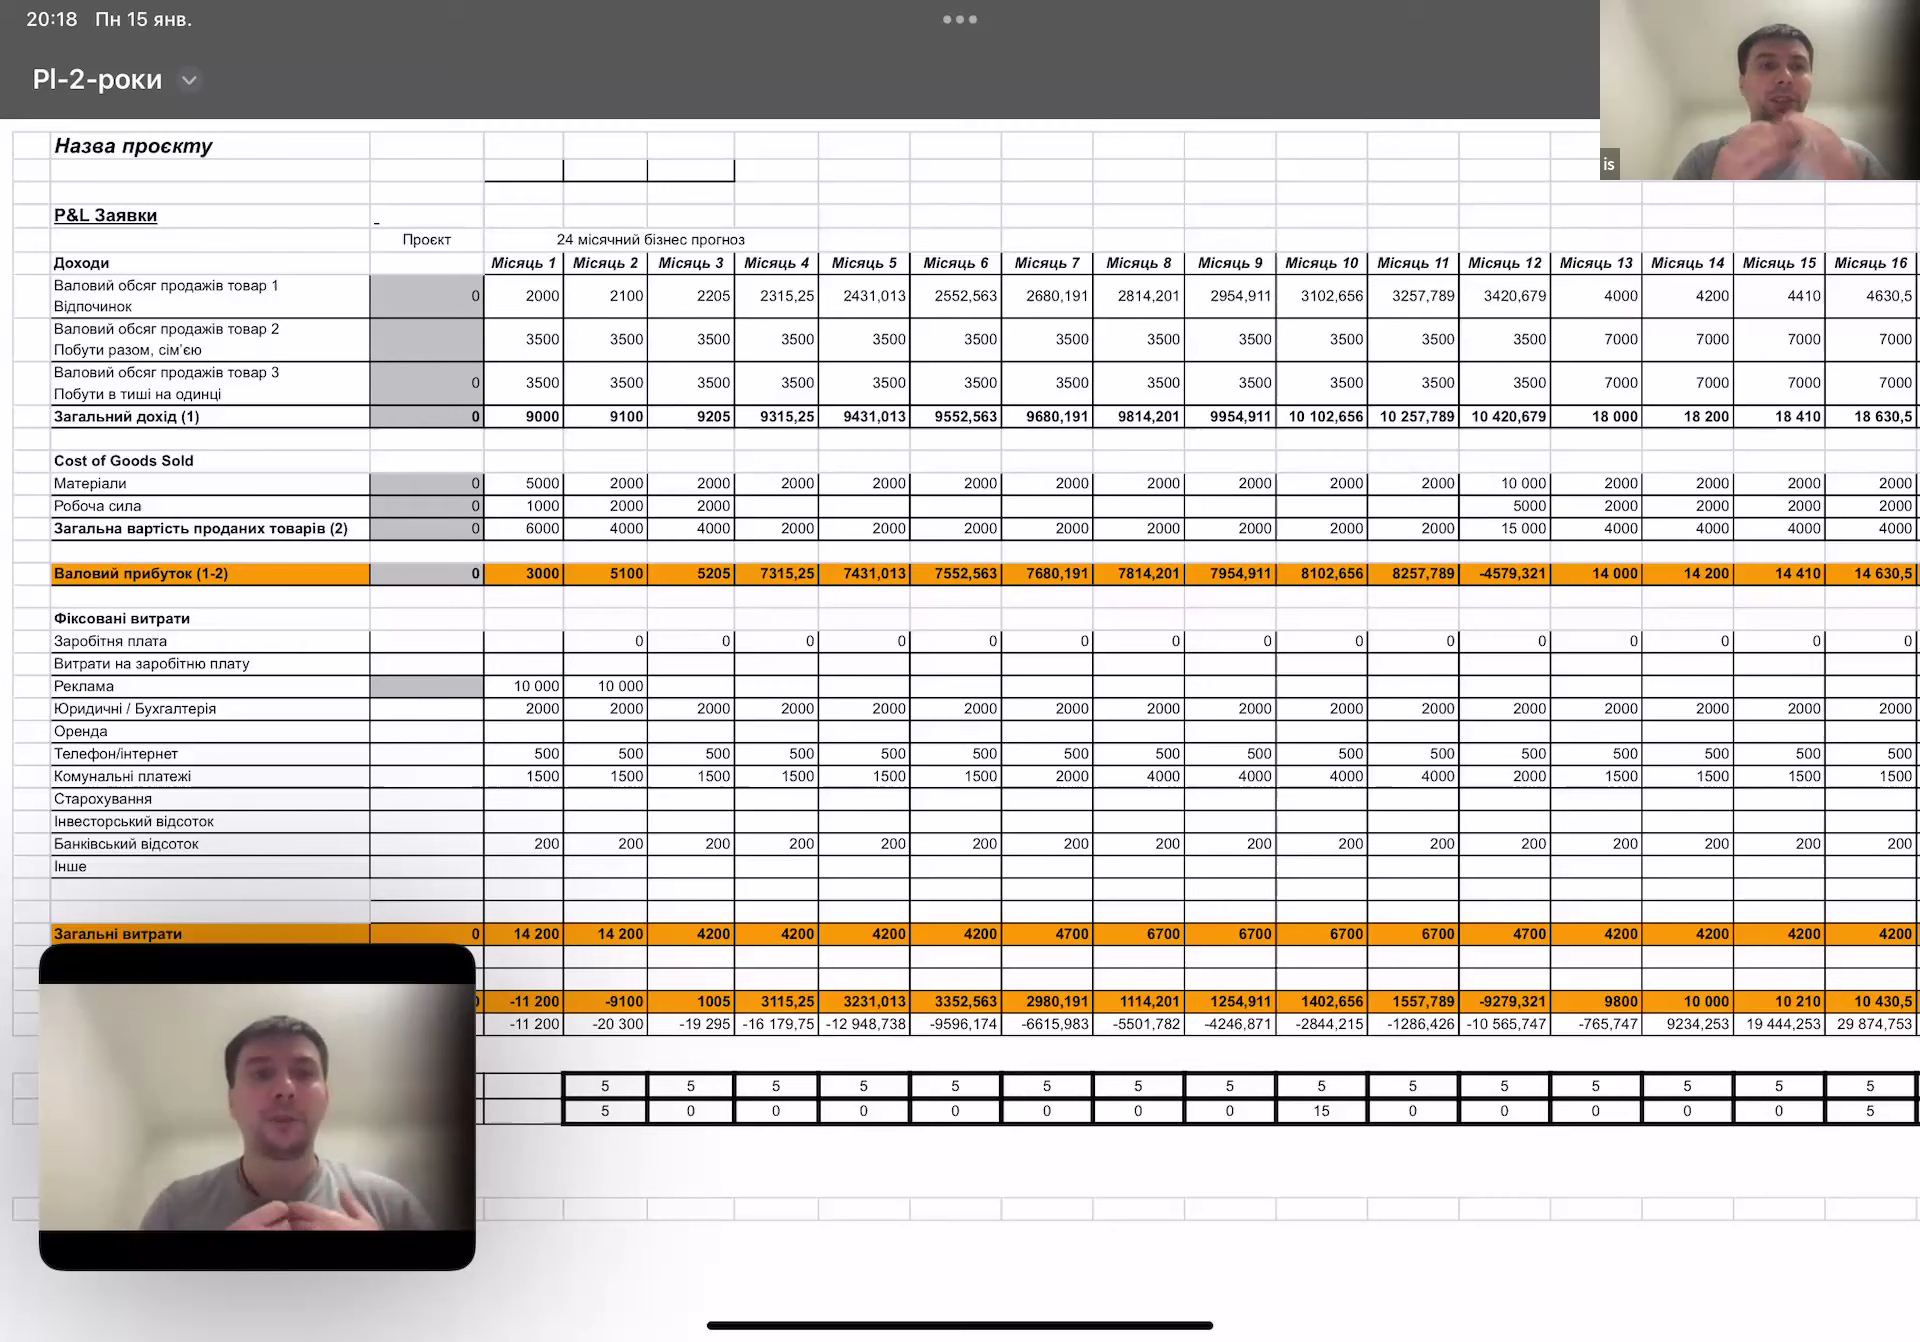 20:18 Пн 15 янв.
Pl-2-роки
is
Назва проєкту
P&L Заявки
Проєкт 24 місячний бізнес прогноз
Доходи Місяць 1 Місяць 2 Місяць 3 Місяць 4 Місяць 5 Місяць 6 Місяць 7 Місяць 8 Місяць 9 Місяць 10 Місяць 11 Місяць 12 Місяць 13 Місяць 14 Місяць 15 Місяць 16
Валовий обсяг продажів товар 1
Відпочинок 0 2000 2100 2205 2315,25 2431,013 2552,563 2680,191 2814,201 2954,911 3102,656 3257,789 3420,679 4000 4200 4410 4630,5
Валовий обсяг продажів товар 2
Побути разом, сім'єю 3500 3500 3500 3500 3500 3500 3500 3500 3500 3500 3500 3500 7000 7000 7000 7000
Валовий обсяг продажів товар 3
Побути в тиші на одинці 0 3500 3500 3500 3500 3500 3500 3500 3500 3500 3500 3500 3500 7000 7000 7000 7000
Загальний дохід (1) 0 9000 9100 9205 9315,25 9431,013 9552,563 9680,191 9814,201 9954,911 10 102,656 10 257,789 10 420,679 18 000 18 200 18 410 18 630,5
Cost of Goods Sold
Матеріали 0 5000 2000 2000 2000 2000 2000 2000 2000 2000 2000 2000 10 000 2000 2000 2000 2000
Робоча сила 0 1000 2000 2000 5000 2000 2000 2000 2000
Загальна вартість проданих товарів (2) 0 6000 4000 4000 2000 2000 2000 2000 2000 2000 2000 2000 15 000 4000 4000 4000 4000
Валовий прибуток (1-2) 0 3000 5100 5205 7315,25 7431,013 7552,563 7680,191 7814,201 7954,911 8102,656 8257,789 -4579,321 14 000 14 200 14 410 14 630,5
Фіксовані витрати
Заробітня плата 0 0 0 0 0 0 0 0 0 0 0 0 0 0 0
Витрати на заробітню плату
Реклама 10 000 10 000
Юридичні / Бухгалтерія 2000 2000 2000 2000 2000 2000 2000 2000 2000 2000 2000 2000 2000 2000 2000 2000
Оренда
Телефон/інтернет 500 500 500 500 500 500 500 500 500 500 500 500 500 500 500 500
Комунальні платежі 1500 1500 1500 1500 1500 1500 2000 4000 4000 4000 4000 2000 1500 1500 1500 1500
Старохування
Інвесторський відсоток
Банківський відсоток 200 200 200 200 200 200 200 200 200 200 200 200 200 200 200 200
Інше
Загальні витрати 0 14 200 14 200 4200 4200 4200 4200 4700 6700 6700 6700 6700 4700 4200 4200 4200 4200
-11 200 -9100 1005 3115,25 3231,013 3352,563 2980,191 1114,201 1254,911 1402,656 1557,789 -9279,321 9800 10 000 10 210 10 430,5
-11 200 -20 300 -19 295 -16 179,75 -12 948,738 -9596,174 -6615,983 -5501,782 -4246,871 -2844,215 -1286,426 -10 565,747 -765,747 9234,253 19 444,253 29 874,753
5 5 5 5 5 5 5 5 5 5 5 5 5 5 5
5 0 0 0 0 0 0 0 15 0 0 0 0 0 5